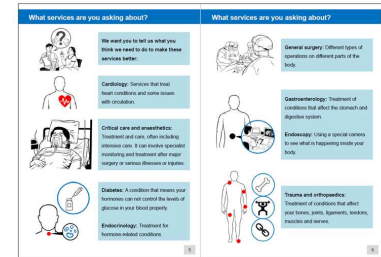 What services are you asking about?
We want you to tell us what you
think we need to do to make these
services better:
Cardiology: Services that treat
heart conditions and some issues
with circulation.
Critical care and anaesthetics:
Treatment and care, often including
intensive care. It can involve specialist
monitoring and treatment after major
surgery or serious illnesses or injuries.
Diabetes: A condition that means your
hormones can not control the levels of
glucose in your blood properly.
Endocrinology: Treatment for
hormone-related conditions.
5
What services are you asking about?
General surgery: Different types of
operations on different parts of the
body.
Gastroenterology: Treatment of
conditions that affect the stomach and
digestive system.
Endoscopy: Using a special camera
to see what is happening inside your
body.
Trauma and orthopaedics:
Treatment of conditions that affect
your bones, joints, ligaments, tendons,
muscles and nerves.
6